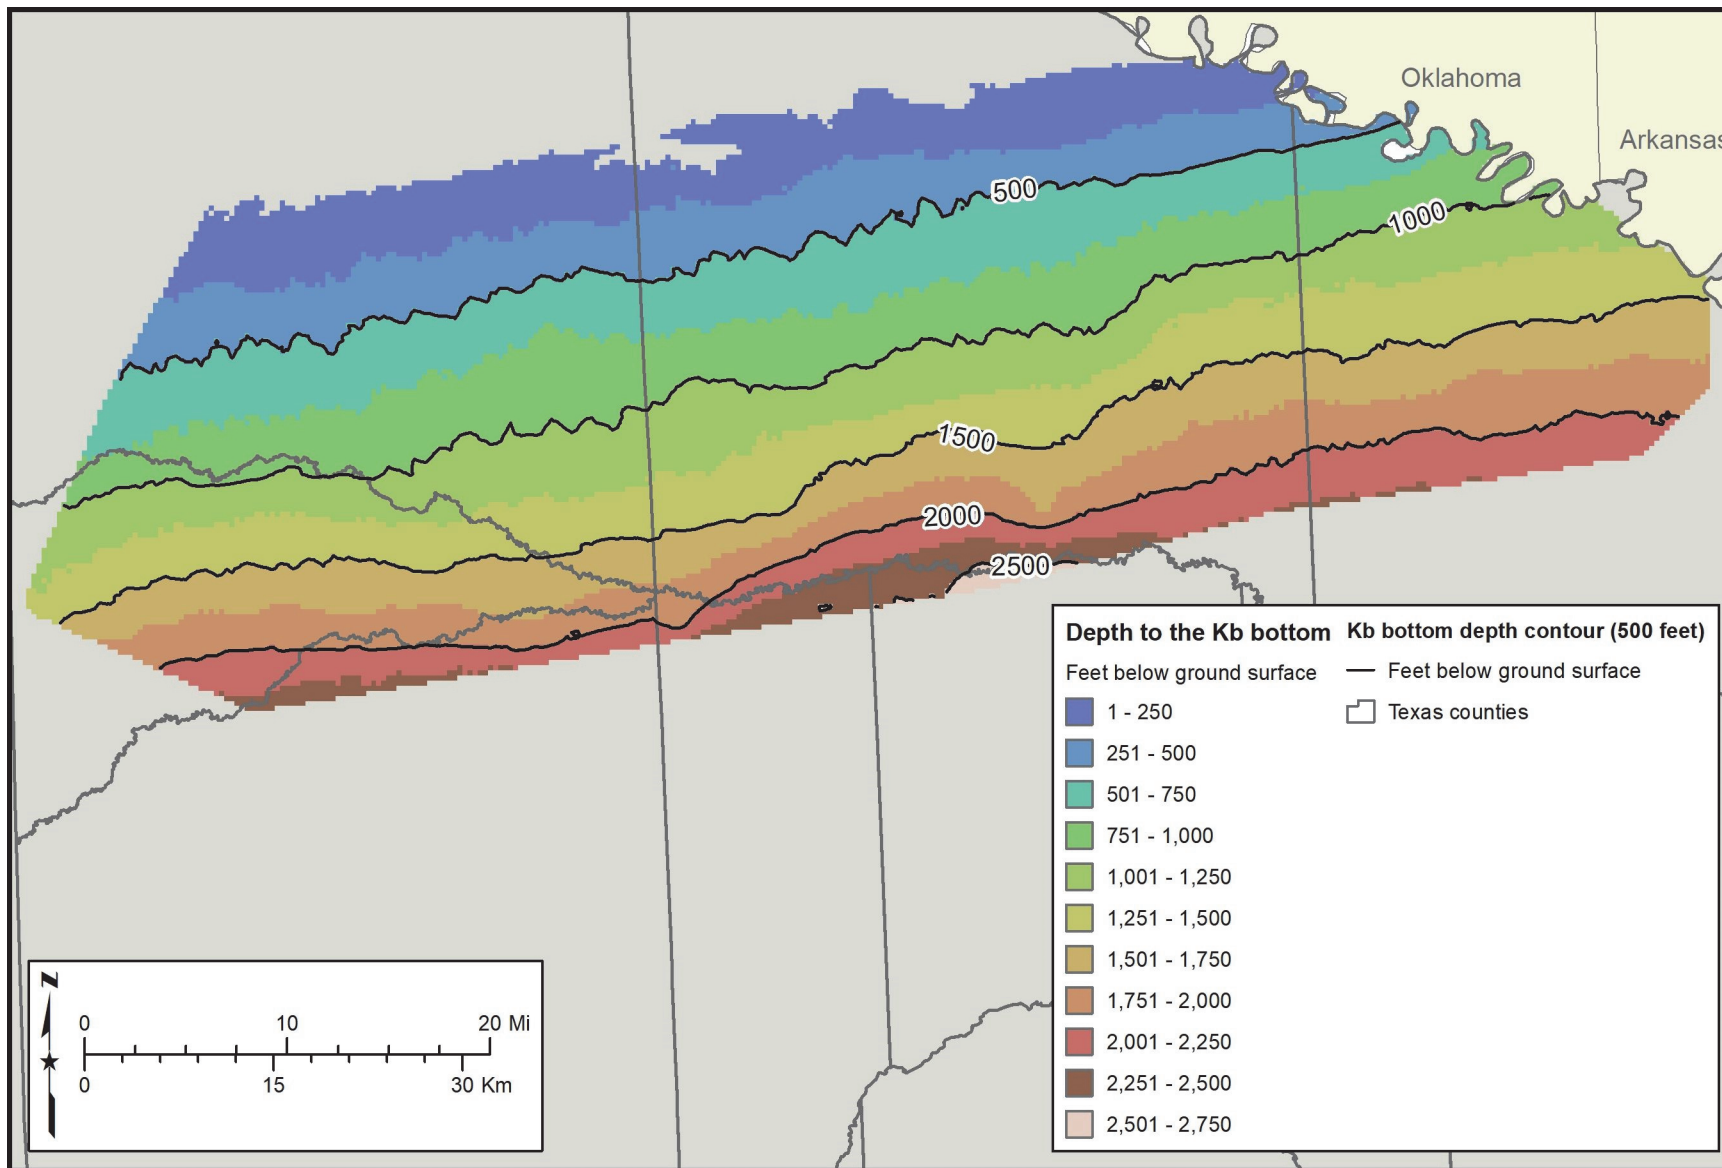 Oklahoma
Arkansas
500
1000
1500
2000
2500
Depth to the Kb bottom
Feet below ground surface
1 - 250
251 - 500
501 - 750
751 - 1,000
1,001 - 1,250
1,251 - 1,500
1,501 - 1,750
1,751 - 2,000
2,001 - 2,250
2,251 - 2,500
2,501 - 2,750
Kb bottom depth contour (500 feet)
Feet below ground surface
Texas counties
N
0 10 20 Mi
0 15 30 Km